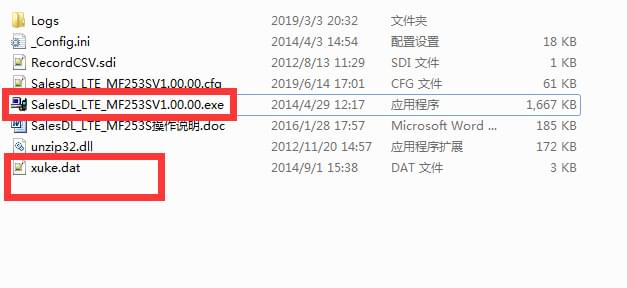 Logs 2019/3/3 20:32 文件夹
_Config.ini 2014/4/3 14:54 配置设置 18 KB
RecordCSV.sdi 2012/8/13 11:29 SDI 文件 1 KB
SalesDL_LTE_MF253SV1.00.00.cfg 2019/6/14 17:01 CFG 文件 61 KB
SalesDL_LTE_MF253SV1.00.00.exe 2014/4/29 12:17 应用程序 1,667 KB
SalesDL_LTE_MF253S操作说明.doc 2016/1/28 17:57 Microsoft Word ... 185 KB
unzip32.dll 2012/11/20 14:57 应用程序扩展 172 KB
xuke.dat 2014/9/1 15:38 DAT 文件 3 KB